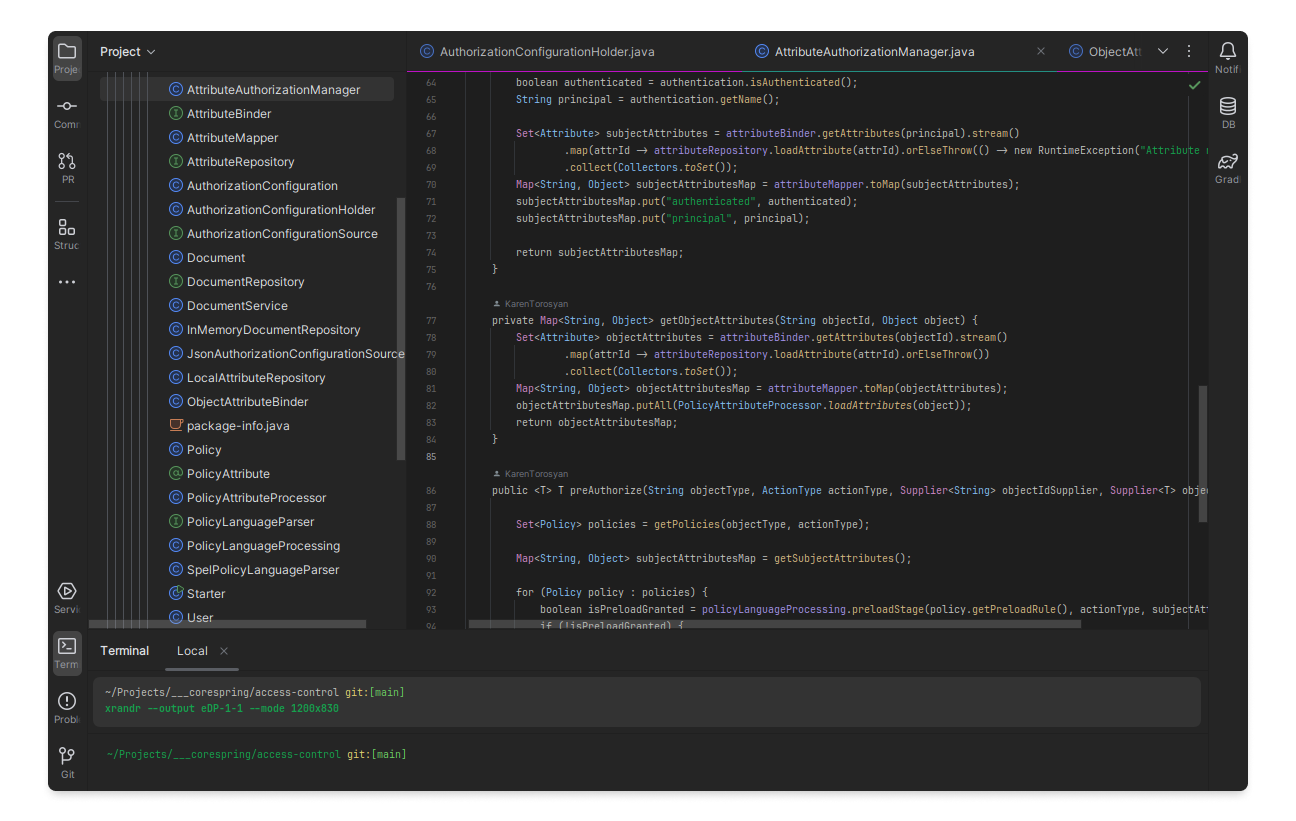 Project
AuthorizationConfigurationHolder.java
AttributeAuthorizationManager.java
ObjectAtt
Proje
Comr
PR
Struc
Servi
Term
Proble
Git
AttributeAuthorizationManager
AttributeBinder
AttributeMapper
AttributeRepository
AuthorizationConfiguration
AuthorizationConfigurationHolder
AuthorizationConfigurationSource
Document
DocumentRepository
DocumentService
InMemoryDocumentRepository
JsonAuthorizationConfigurationSource
LocalAttributeRepository
ObjectAttributeBinder
package-info.java
Policy
PolicyAttribute
PolicyAttributeProcessor
PolicyLanguageParser
PolicyLanguageProcessing
SpelPolicyLanguageParser
Starter
User
64 boolean authenticated = authentication.isAuthenticated();
65 String principal = authentication.getName();
66
67 Set<Attribute> subjectAttributes = attributeBinder.getAttributes(principal).stream()
68 .map(attrId → attributeRepository.loadAttribute(attrId).orElseThrow(() → new RuntimeException("Attribute
69 .collect(Collectors.toSet());
70 Map<String, Object> subjectAttributesMap = attributeMapper.toMap(subjectAttributes);
71 subjectAttributesMap.put("authenticated", authenticated);
72 subjectAttributesMap.put("principal", principal);
73
74 return subjectAttributesMap;
75 }
76
KarenTorosyan
77 private Map<String, Object> getObjectAttributes(String objectId, Object object) {
78 Set<Attribute> objectAttributes = attributeBinder.getAttributes(objectId).stream()
79 .map(attrId → attributeRepository.loadAttribute(attrId).orElseThrow())
80 .collect(Collectors.toSet());
81 Map<String, Object> objectAttributesMap = attributeMapper.toMap(objectAttributes);
82 objectAttributesMap.putAll(PolicyAttributeProcessor.loadAttributes(object));
83 return objectAttributesMap;
84 }
85
KarenTorosyan
86 public <T> T preAuthorize(String objectType, ActionType actionType, Supplier<String> objectIdSupplier, Supplier<T> obje
87
88 Set<Policy> policies = getPolicies(objectType, actionType);
89
90 Map<String, Object> subjectAttributesMap = getSubjectAttributes();
91
92 for (Policy policy : policies) {
93 boolean isPreloadGranted = policyLanguageProcessing.preloadStage(policy.getPreloadRule(), actionType, subjectAtt
94 if (!isPreloadGranted) {
Notifi
DB
Gradl
Terminal
Local
~/Projects/___corespring/access-control git:[main]
xrandr --output eDP-1-1 --mode 1200x830
~/Projects/___corespring/access-control git:[main]